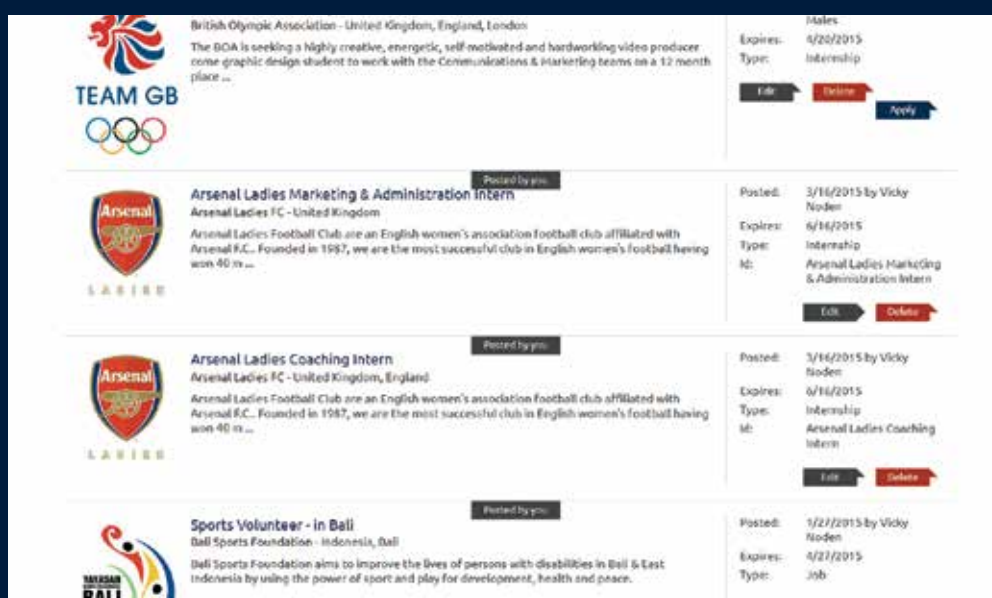 British Olympic Association - United Kingdom, England, London
The BOA is seeking a highly creative, energetic, self-motivated and hardworking video producer
come graphic design student to work with the Communications & Marketing teams on a 12 month
place ...
TEAM GB
Males
Expires: 4/20/2015
Type: Internship
Edit
Delete
Apply
Posted by you
Arsenal Ladies Marketing & Administration Intern
Arsenal Ladies FC - United Kingdom
Arsenal Ladies Football Club are an English women's association football club affiliated with
Arsenal F.C.. Founded in 1987, we are the most successful club in English women's football having
won 40 m ...
Arsenal
LADIES
Posted: 3/16/2015 by Vicky
Noden
Expires: 6/16/2015
Type: Internship
Id: Arsenal Ladies Marketing
& Administration Intern
Edit
Delete
Posted by you
Arsenal Ladies Coaching Intern
Arsenal Ladies FC - United Kingdom, England
Arsenal Ladies Football Club are an English women's association football club affiliated with
Arsenal F.C.. Founded in 1987, we are the most successful club in English women's football having
won 40 m ...
Arsenal
LADIES
Posted: 3/16/2015 by Vicky
Noden
Expires: 6/16/2015
Type: Internship
Id: Arsenal Ladies Coaching
Intern
Edit
Delete
Posted by you
Sports Volunteer - in Bali
Bali Sports Foundation - Indonesia, Bali
Bali Sports Foundation aims to improve the lives of persons with disabilities in Bali & East
Indonesia by using the power of sport and play for development, health and peace.
YAYASAN
BALI
Posted: 1/27/2015 by Vicky
Noden
Expires: 4/27/2015
Type: Job